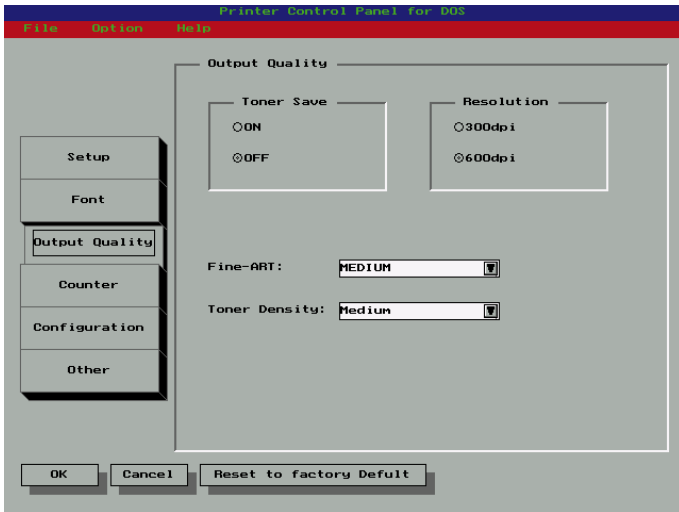 Printer Control Panel for DOS
File Option Help
Output Quality
Toner Save
ON
OFF
Resolution
300dpi
600dpi
Setup
Font
Output Quality
Counter
Configuration
Other
Fine-ART: MEDIUM
Toner Density: Medium
OK Cancel Reset to factory Defult